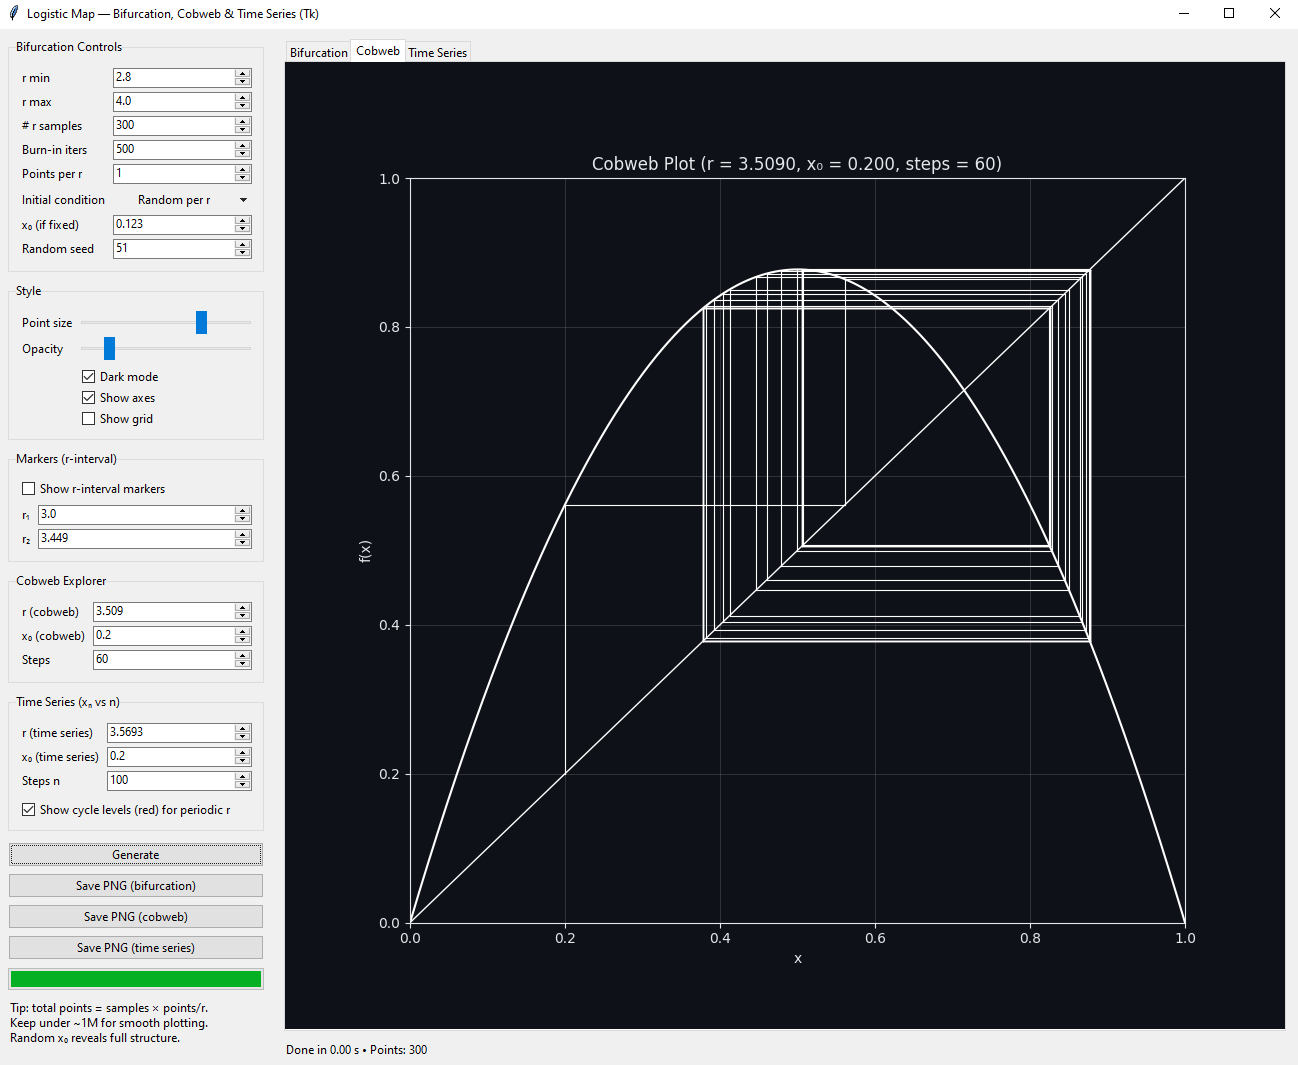 Logistic Map — Bifurcation, Cobweb & Time Series (Tk)
Bifurcation Controls
r min 2.8
r max 4.0
# r samples 300
Burn-in iters 500
Points per r 1
Initial condition Random per r
x₀ (if fixed) 0.123
Random seed 51
Style
Point size
Opacity
Dark mode
Show axes
Show grid
Markers (r-interval)
Show r-interval markers
r₁ 3.0
r₂ 3.449
Cobweb Explorer
r (cobweb) 3.509
x₀ (cobweb) 0.2
Steps 60
Time Series (xₙ vs n)
r (time series) 3.5693
x₀ (time series) 0.2
Steps n 100
Show cycle levels (red) for periodic r
Generate
Save PNG (bifurcation)
Save PNG (cobweb)
Save PNG (time series)
Tip: total points = samples × points/r.
Keep under ~1M for smooth plotting.
Random x₀ reveals full structure.
Bifurcation Cobweb Time Series
Cobweb Plot (r = 3.5090, x₀ = 0.200, steps = 60)
1.0
0.8
0.6
f(x)
0.4
0.2
0.0
0.0 0.2 0.4 0.6 0.8 1.0
x
Done in 0.00 s • Points: 300